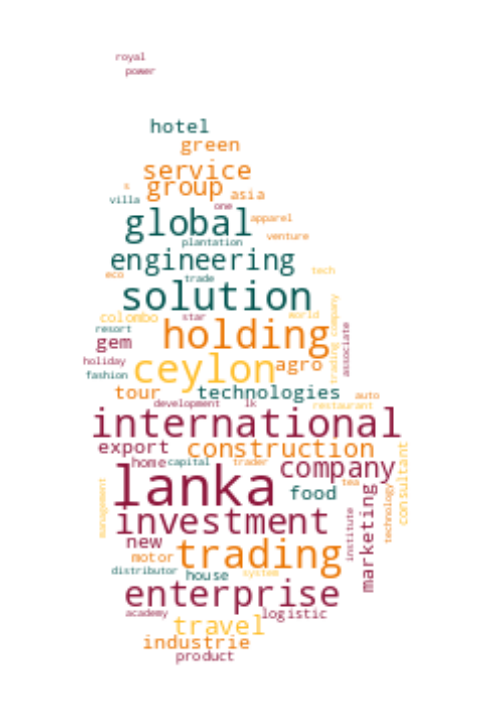 royal
power
hotel
green
service
group
s
asia
villa
one
global
apparel
plantation
venture
engineering
eco
tech
trade
solution
colombo
star
world
resort
holding
trading company
associate
gem
holiday
ceylon
agro
fashion
tour
technologies
auto
development
lk
restaurant
international
export
construction
consultant
home
capital
trader
company
lanka
food
tea
technology
management
investment
institute
marketing
new
motor
trading
distributor
house
system
enterprise
academy
logistic
travel
industrie
product